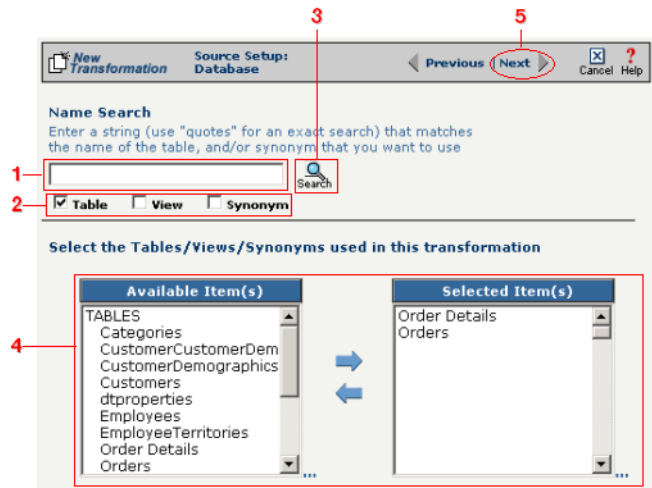 3
5
New
Transformation
Source Setup:
Database
Previous
Next
Cancel
Help
Name Search
Enter a string (use "quotes" for an exact search) that matches
the name of the table, and/or synonym that you want to use
1
Search
2
Table
View
Synonym
Select the Tables/Views/Synonyms used in this transformation
4
Available Item(s)
TABLES
Categories
CustomerCustomerDem
CustomerDemographics
Customers
dtproperties
Employees
EmployeeTerritories
Order Details
Orders
...
Selected Item(s)
Order Details
Orders
...